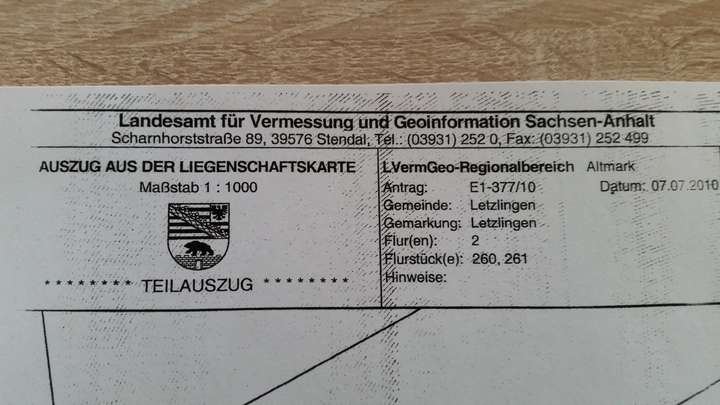 Landesamt für Vermessung und Geoinformation Sachsen-Anhalt
Scharnhorststraße 89, 39576 Stendal, Tel.: (03931) 252 0, Fax: (03931) 252 499
AUSZUG AUS DER LIEGENSCHAFTSKARTE
Maßstab 1 : 1000
******** TEILAUSZUG ********
LVermGeo-Regionalbereich Altmark
Antrag: E1-377/10 Datum: 07.07.2010
Gemeinde: Letzlingen
Gemarkung: Letzlingen
Flur(en): 2
Flurstück(e): 260, 261
Hinweise: